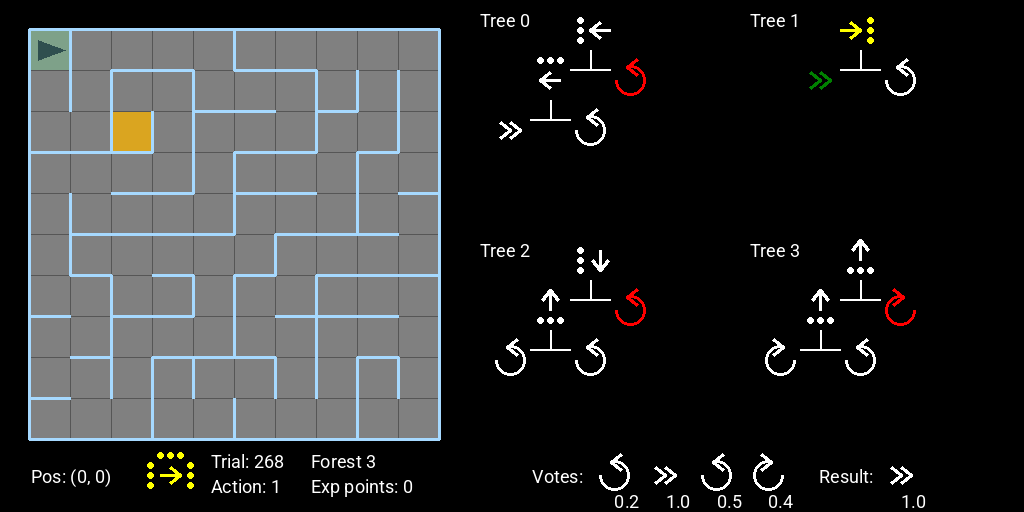 Tree 0
Tree 1
Tree 2
Tree 3
Pos: (0, 0)
Trial: 268
Forest 3
Action: 1
Exp points: 0
Votes:
0.2
1.0
0.5
0.4
Result:
1.0